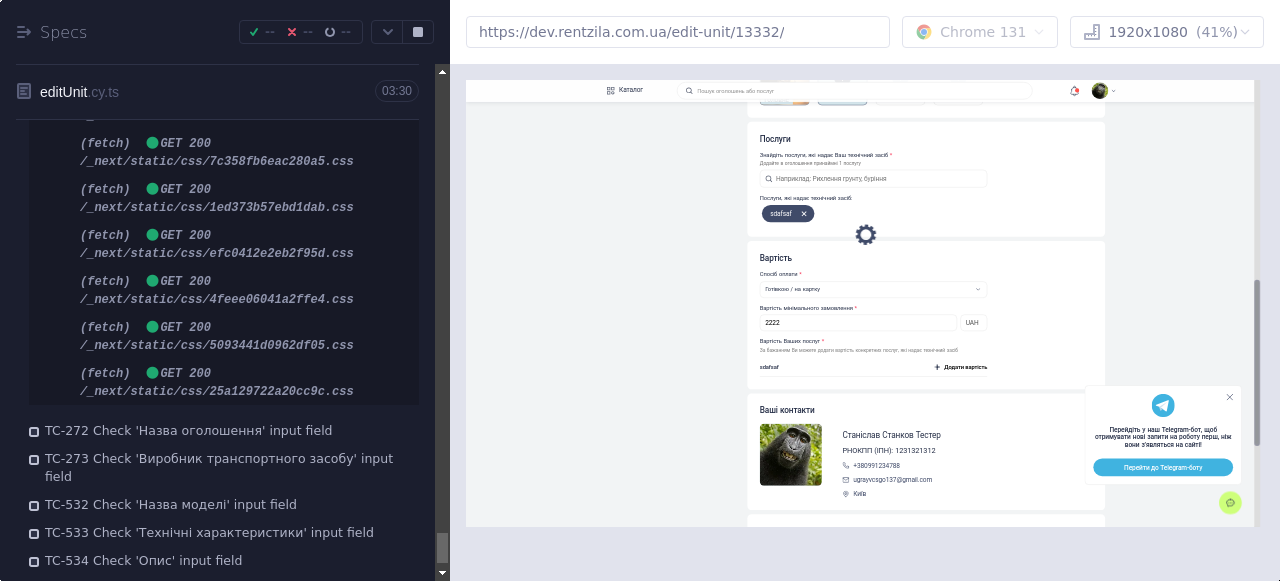 Specs
--
--
--
editUnit.cy.ts
03:30
(fetch) GET 200
/_next/static/css/7c358fb6eac280a5.css
(fetch) GET 200
/_next/static/css/1ed373b57ebd1dab.css
(fetch) GET 200
/_next/static/css/efc0412e2eb2f95d.css
(fetch) GET 200
/_next/static/css/4feee06041a2ffe4.css
(fetch) GET 200
/_next/static/css/5093441d0962df05.css
(fetch) GET 200
/_next/static/css/25a129722a20cc9c.css
TC-272 Check 'Назва оголошення' input field
TC-273 Check 'Виробник транспортного засобу' input
field
TC-532 Check 'Назва моделі' input field
TC-533 Check 'Технічні характеристики' input field
TC-534 Check 'Опис' input field
https://dev.rentzila.com.ua/edit-unit/13332/
Chrome 131
1920x1080 (41%)
Каталог
Пошук оголошень або послуг
Послуги
Знайдіть послуги, які надає Ваш технічний засіб *
Додайте в оголошення принаймні 1 послугу
Наприклад: Рихлення грунту, буріння
Послуги, які надає технічний засіб:
sdafsaf
Вартість
Спосіб оплати *
Готівкою / на картку
Вартість мінімального замовлення *
2222
UAH
Вартість Ваших послуг *
За бажанням Ви можете додати вартість конкретних послуг, які надає технічний засіб
sdafsaf
Додати вартість
Ваші контакти
Станіслав Станков Тестер
РНОКПП (ІПН): 1231321312
+380991234788
ugrayvcsgo137@gmail.com
Київ
Перейдіть у наш Telegram-бот, щоб
отримувати нові запити на роботу перш, ніж
вони з'являться на сайті!
Перейти до Telegram-боту